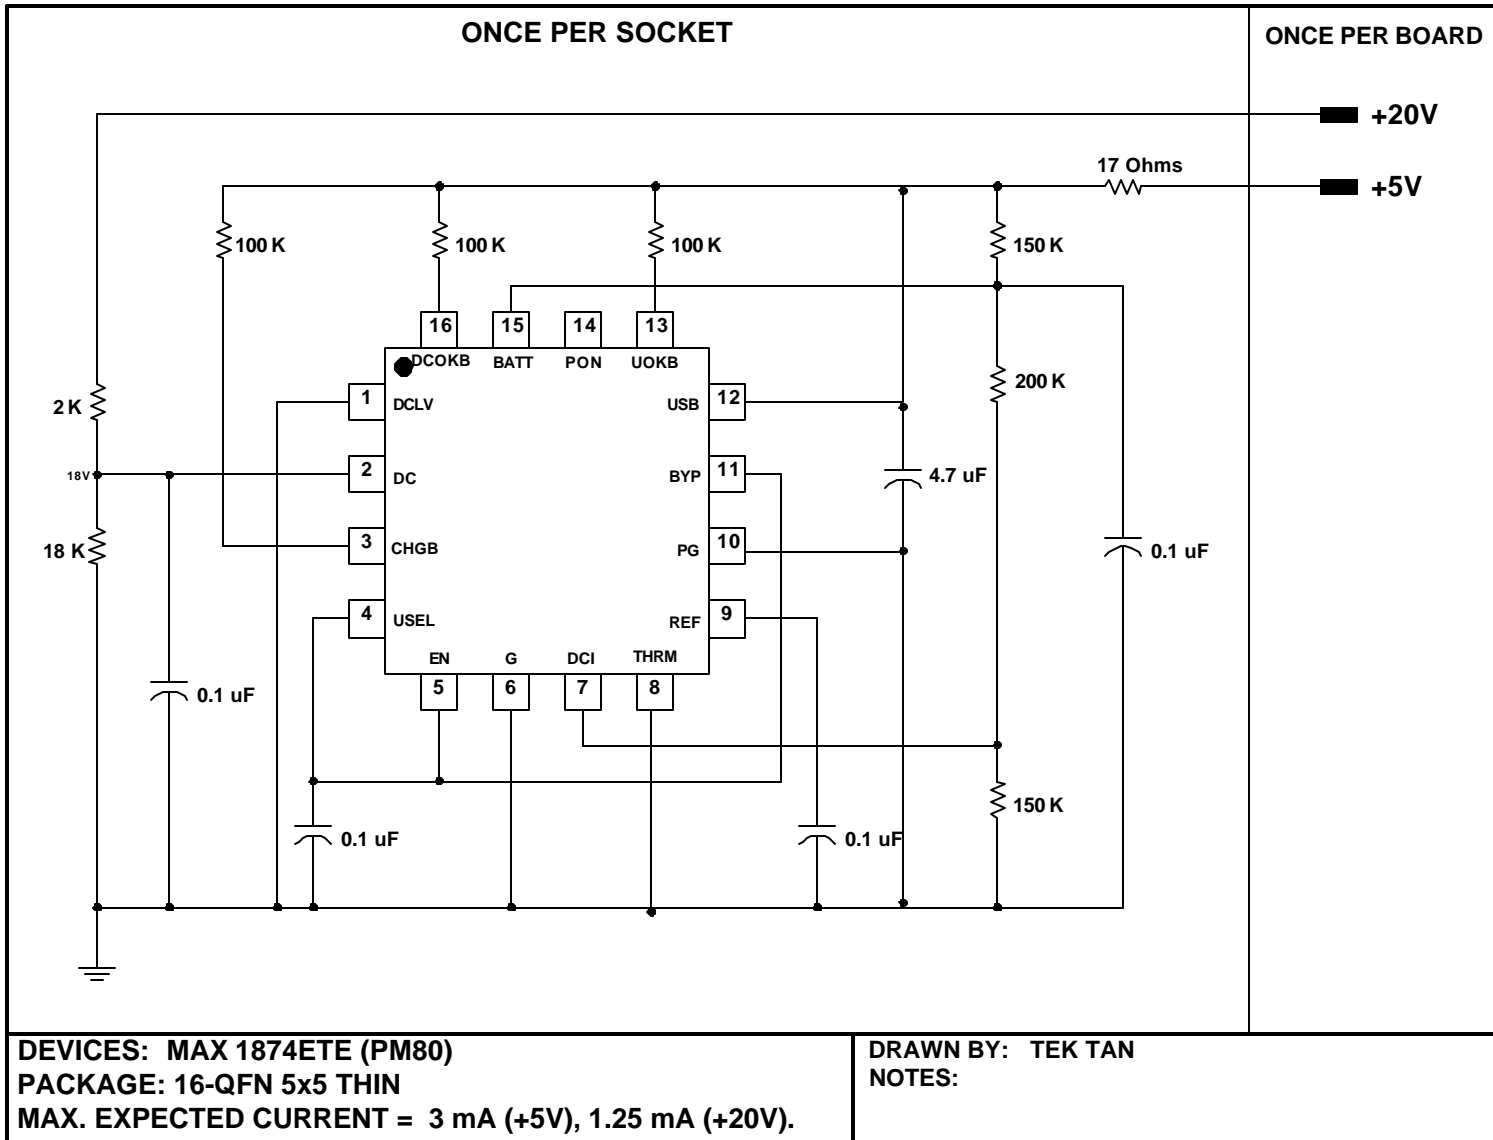 ONCE PER SOCKET
ONCE PER BOARD
+20V
17 Ohms
+5V
100 K
100 K
100 K
150 K
16
15
14
13
DCOKB
BATT
PON
UOKB
200 K
2 K
1
DCLV
USB
12
18V
2
DC
BYP
11
4.7 uF
18 K
3
CHGB
PG
10
0.1 uF
4
USEL
REF
9
EN
G
DCI
THRM
5
6
7
8
0.1 uF
150 K
0.1 uF
0.1 uF
DEVICES: MAX 1874ETE (PM80)
PACKAGE: 16-QFN 5x5 THIN
MAX. EXPECTED CURRENT = 3 mA (+5V), 1.25 mA (+20V).
DRAWN BY: TEK TAN
NOTES: